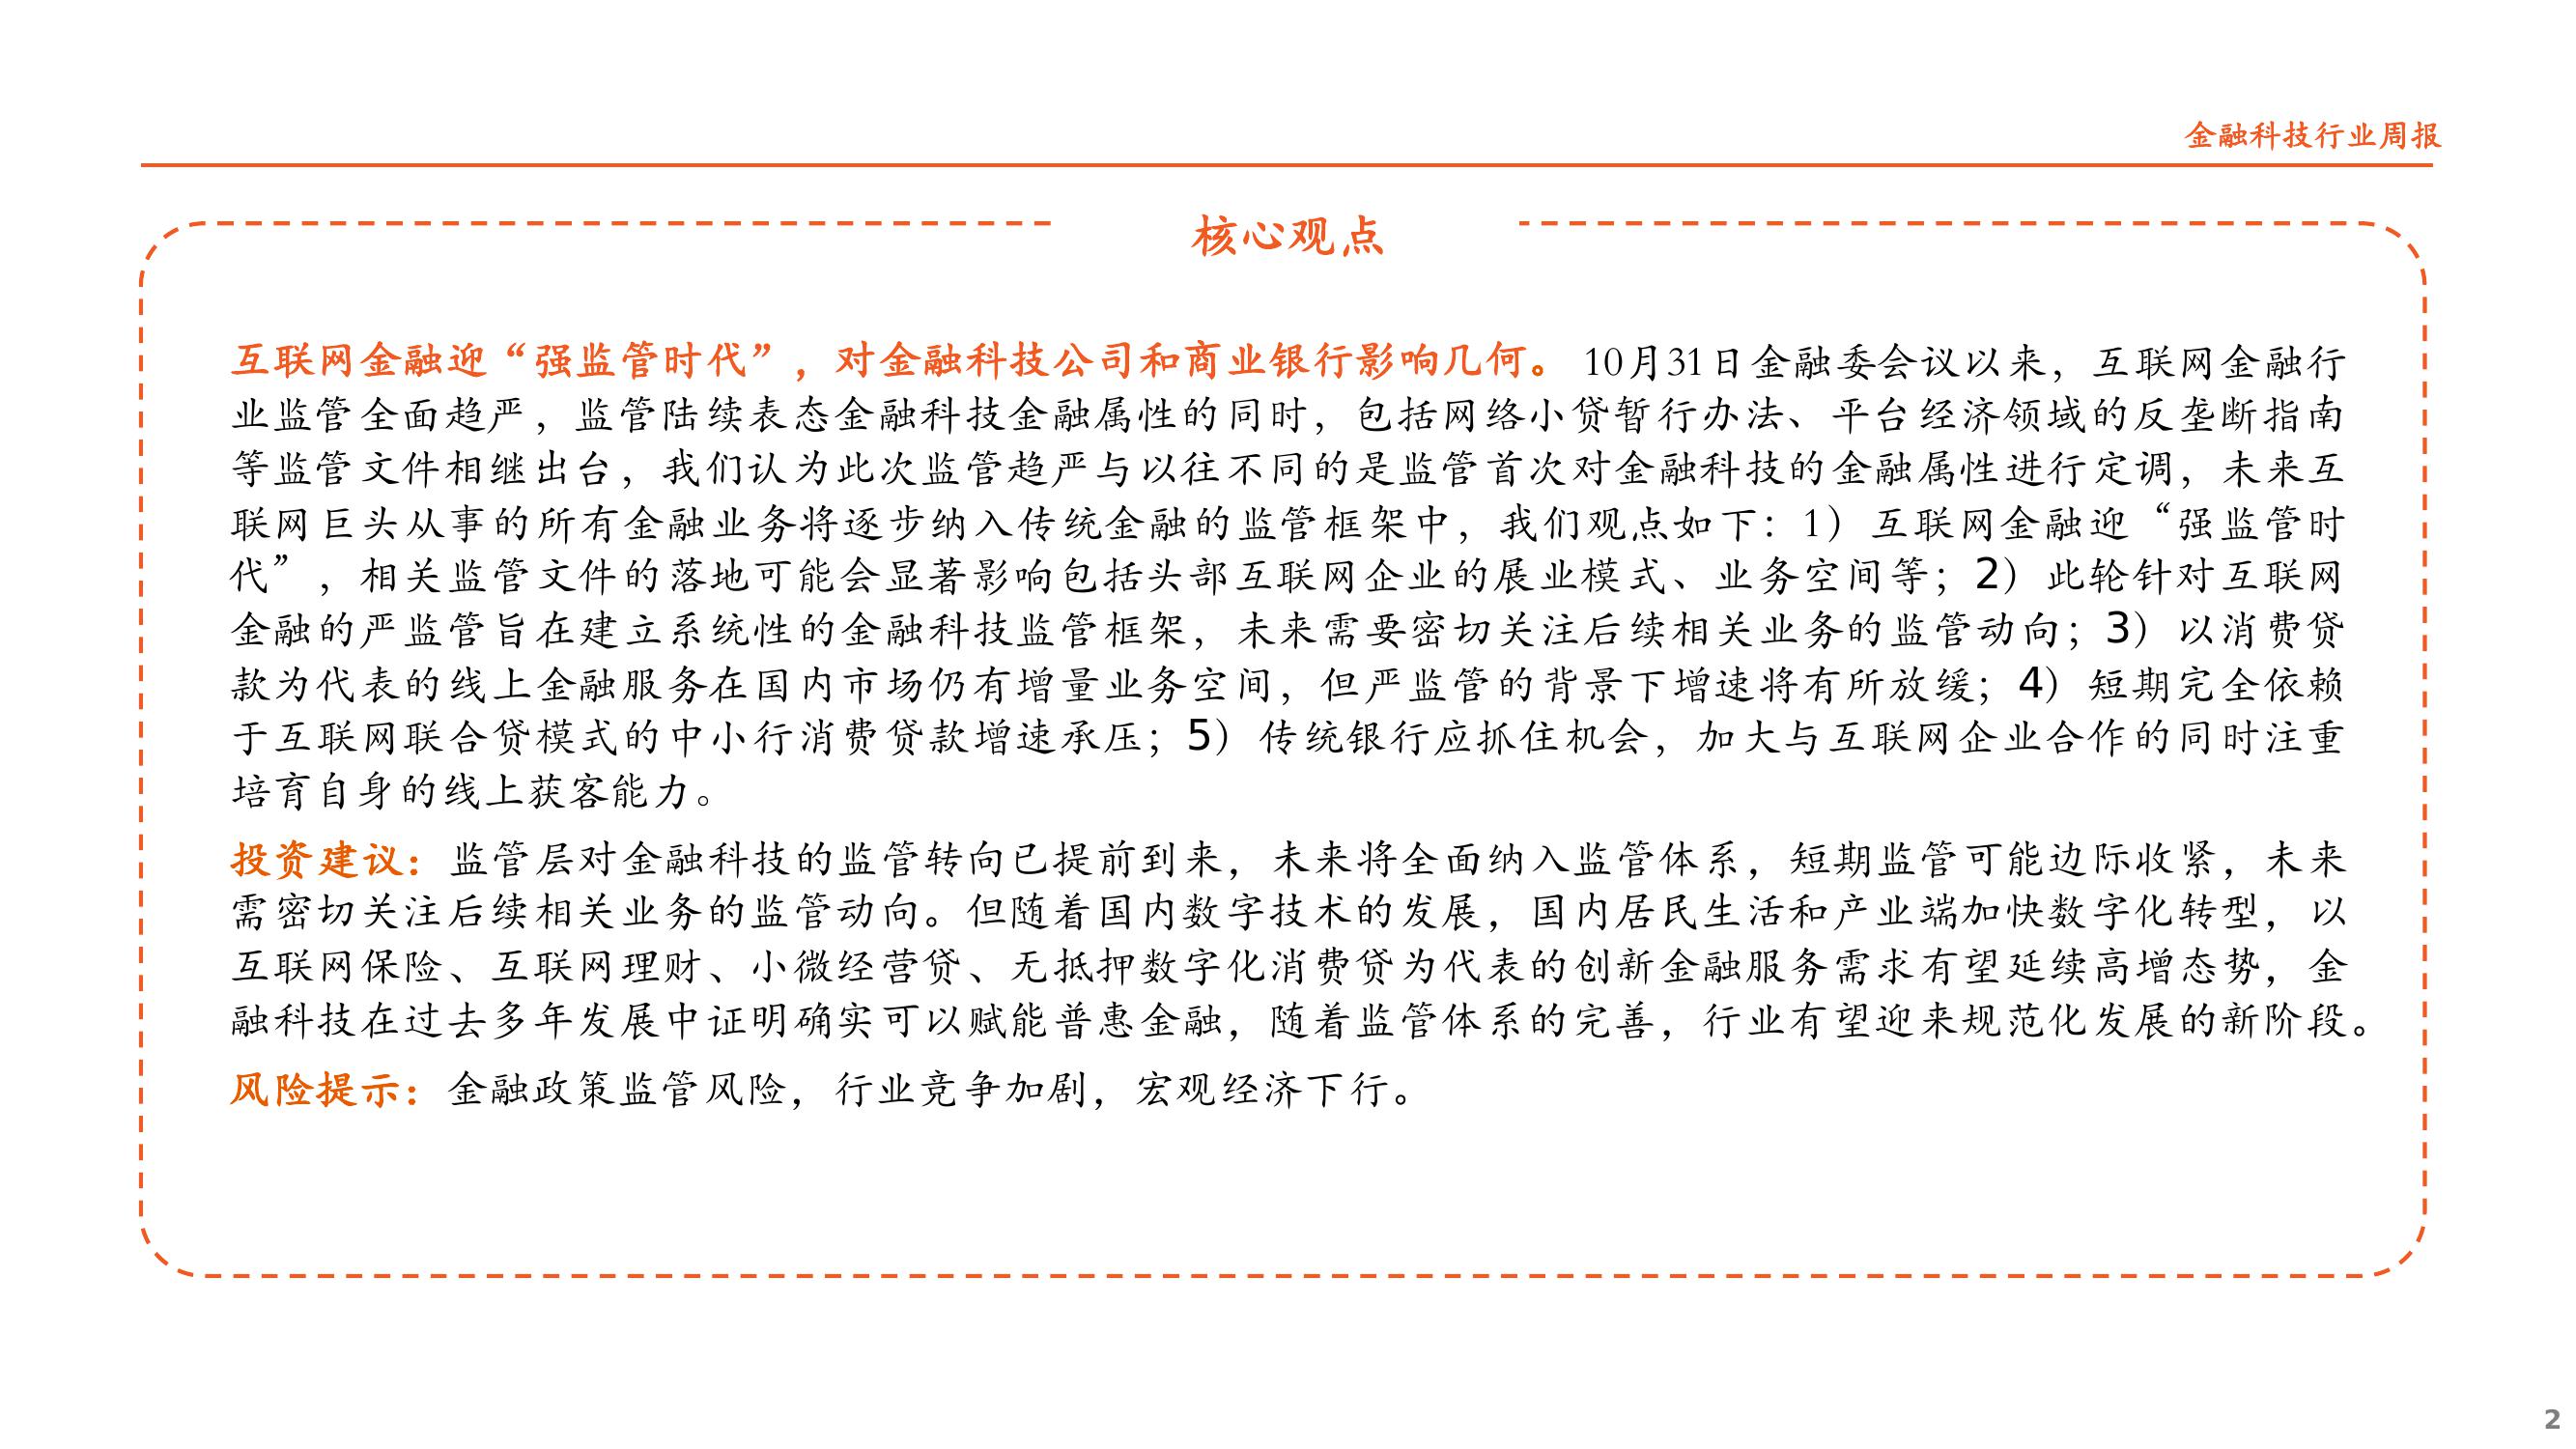 金融科技行业周报
核心观点
互联网金融迎“强监管时代”，对金融科技公司和商业银行影响几何。10月31日金融委会议以来，互联网金融行
业监管全面趋严，监管陆续表态金融科技金融属性的同时，包括网络小贷暂行办法、平台经济领域的反垄断指南
等监管文件相继出台，我们认为此次监管趋严与以往不同的是监管首次对金融科技的金融属性进行定调，未来互
联网巨头从事的所有金融业务将逐步纳入传统金融的监管框架中，我们观点如下：1）互联网金融迎“强监管时
代”，相关监管文件的落地可能会显著影响包括头部互联网企业的展业模式、业务空间等；2）此轮针对互联网
金融的严监管旨在建立系统性的金融科技监管框架，未来需要密切关注后续相关业务的监管动向；3）以消费贷
款为代表的线上金融服务在国内市场仍有增量业务空间，但严监管的背景下增速将有所放缓；4）短期完全依赖
于互联网联合贷模式的中小行消费贷款增速承压；5）传统银行应抓住机会，加大与互联网企业合作的同时注重
培育自身的线上获客能力。
投资建议：监管层对金融科技的监管转向已提前到来，未来将全面纳入监管体系，短期监管可能边际收紧，未来
需密切关注后续相关业务的监管动向。但随着国内数字技术的发展，国内居民生活和产业端加快数字化转型，以
互联网保险、互联网理财、小微经营贷、无抵押数字化消费贷为代表的创新金融服务需求有望延续高增态势，金
融科技在过去多年发展中证明确实可以赋能普惠金融，随着监管体系的完善，行业有望迎来规范化发展的新阶段。
风险提示：金融政策监管风险，行业竞争加剧，宏观经济下行。
2